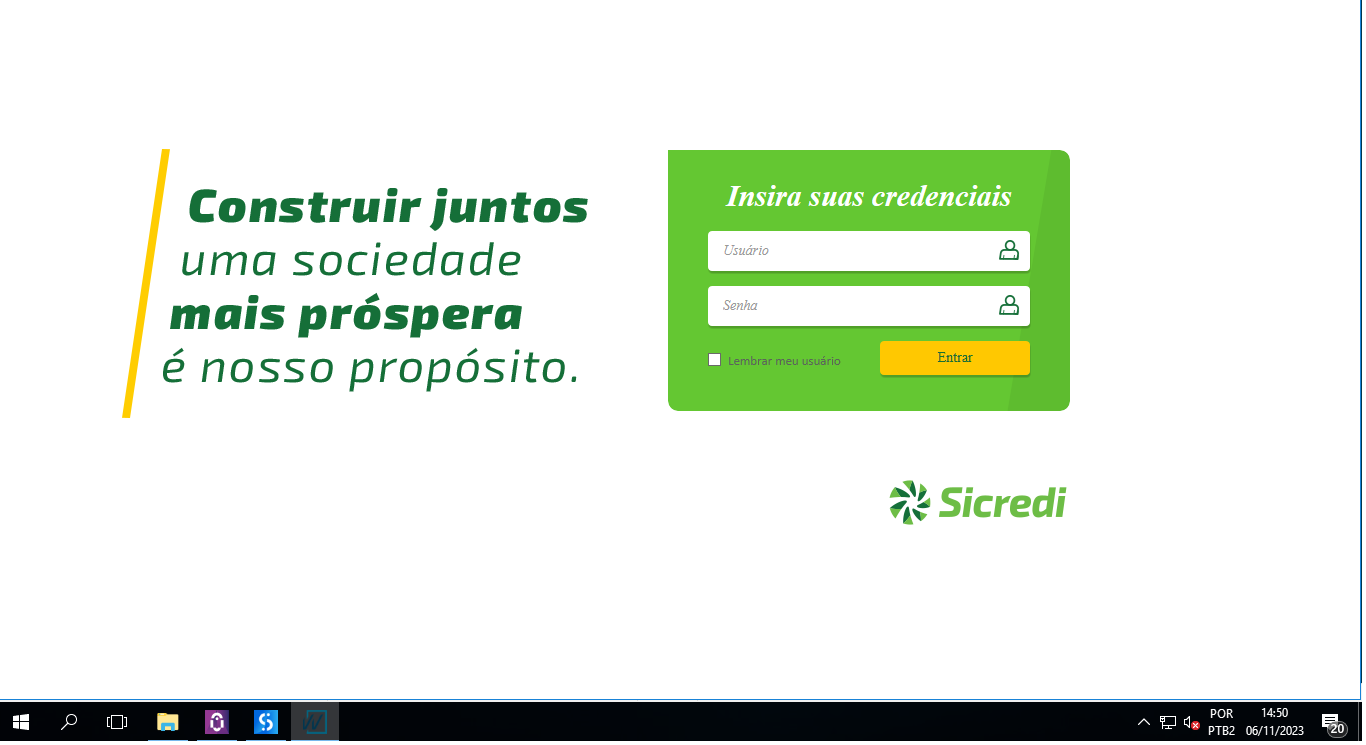 Construir juntos
uma sociedade
mais próspera
é nosso propósito.
Insira suas credenciais
Usuário
Senha
Lembrar meu usuário
Entrar
Sicredi
POR
PTB2
14:50
06/11/2023
20